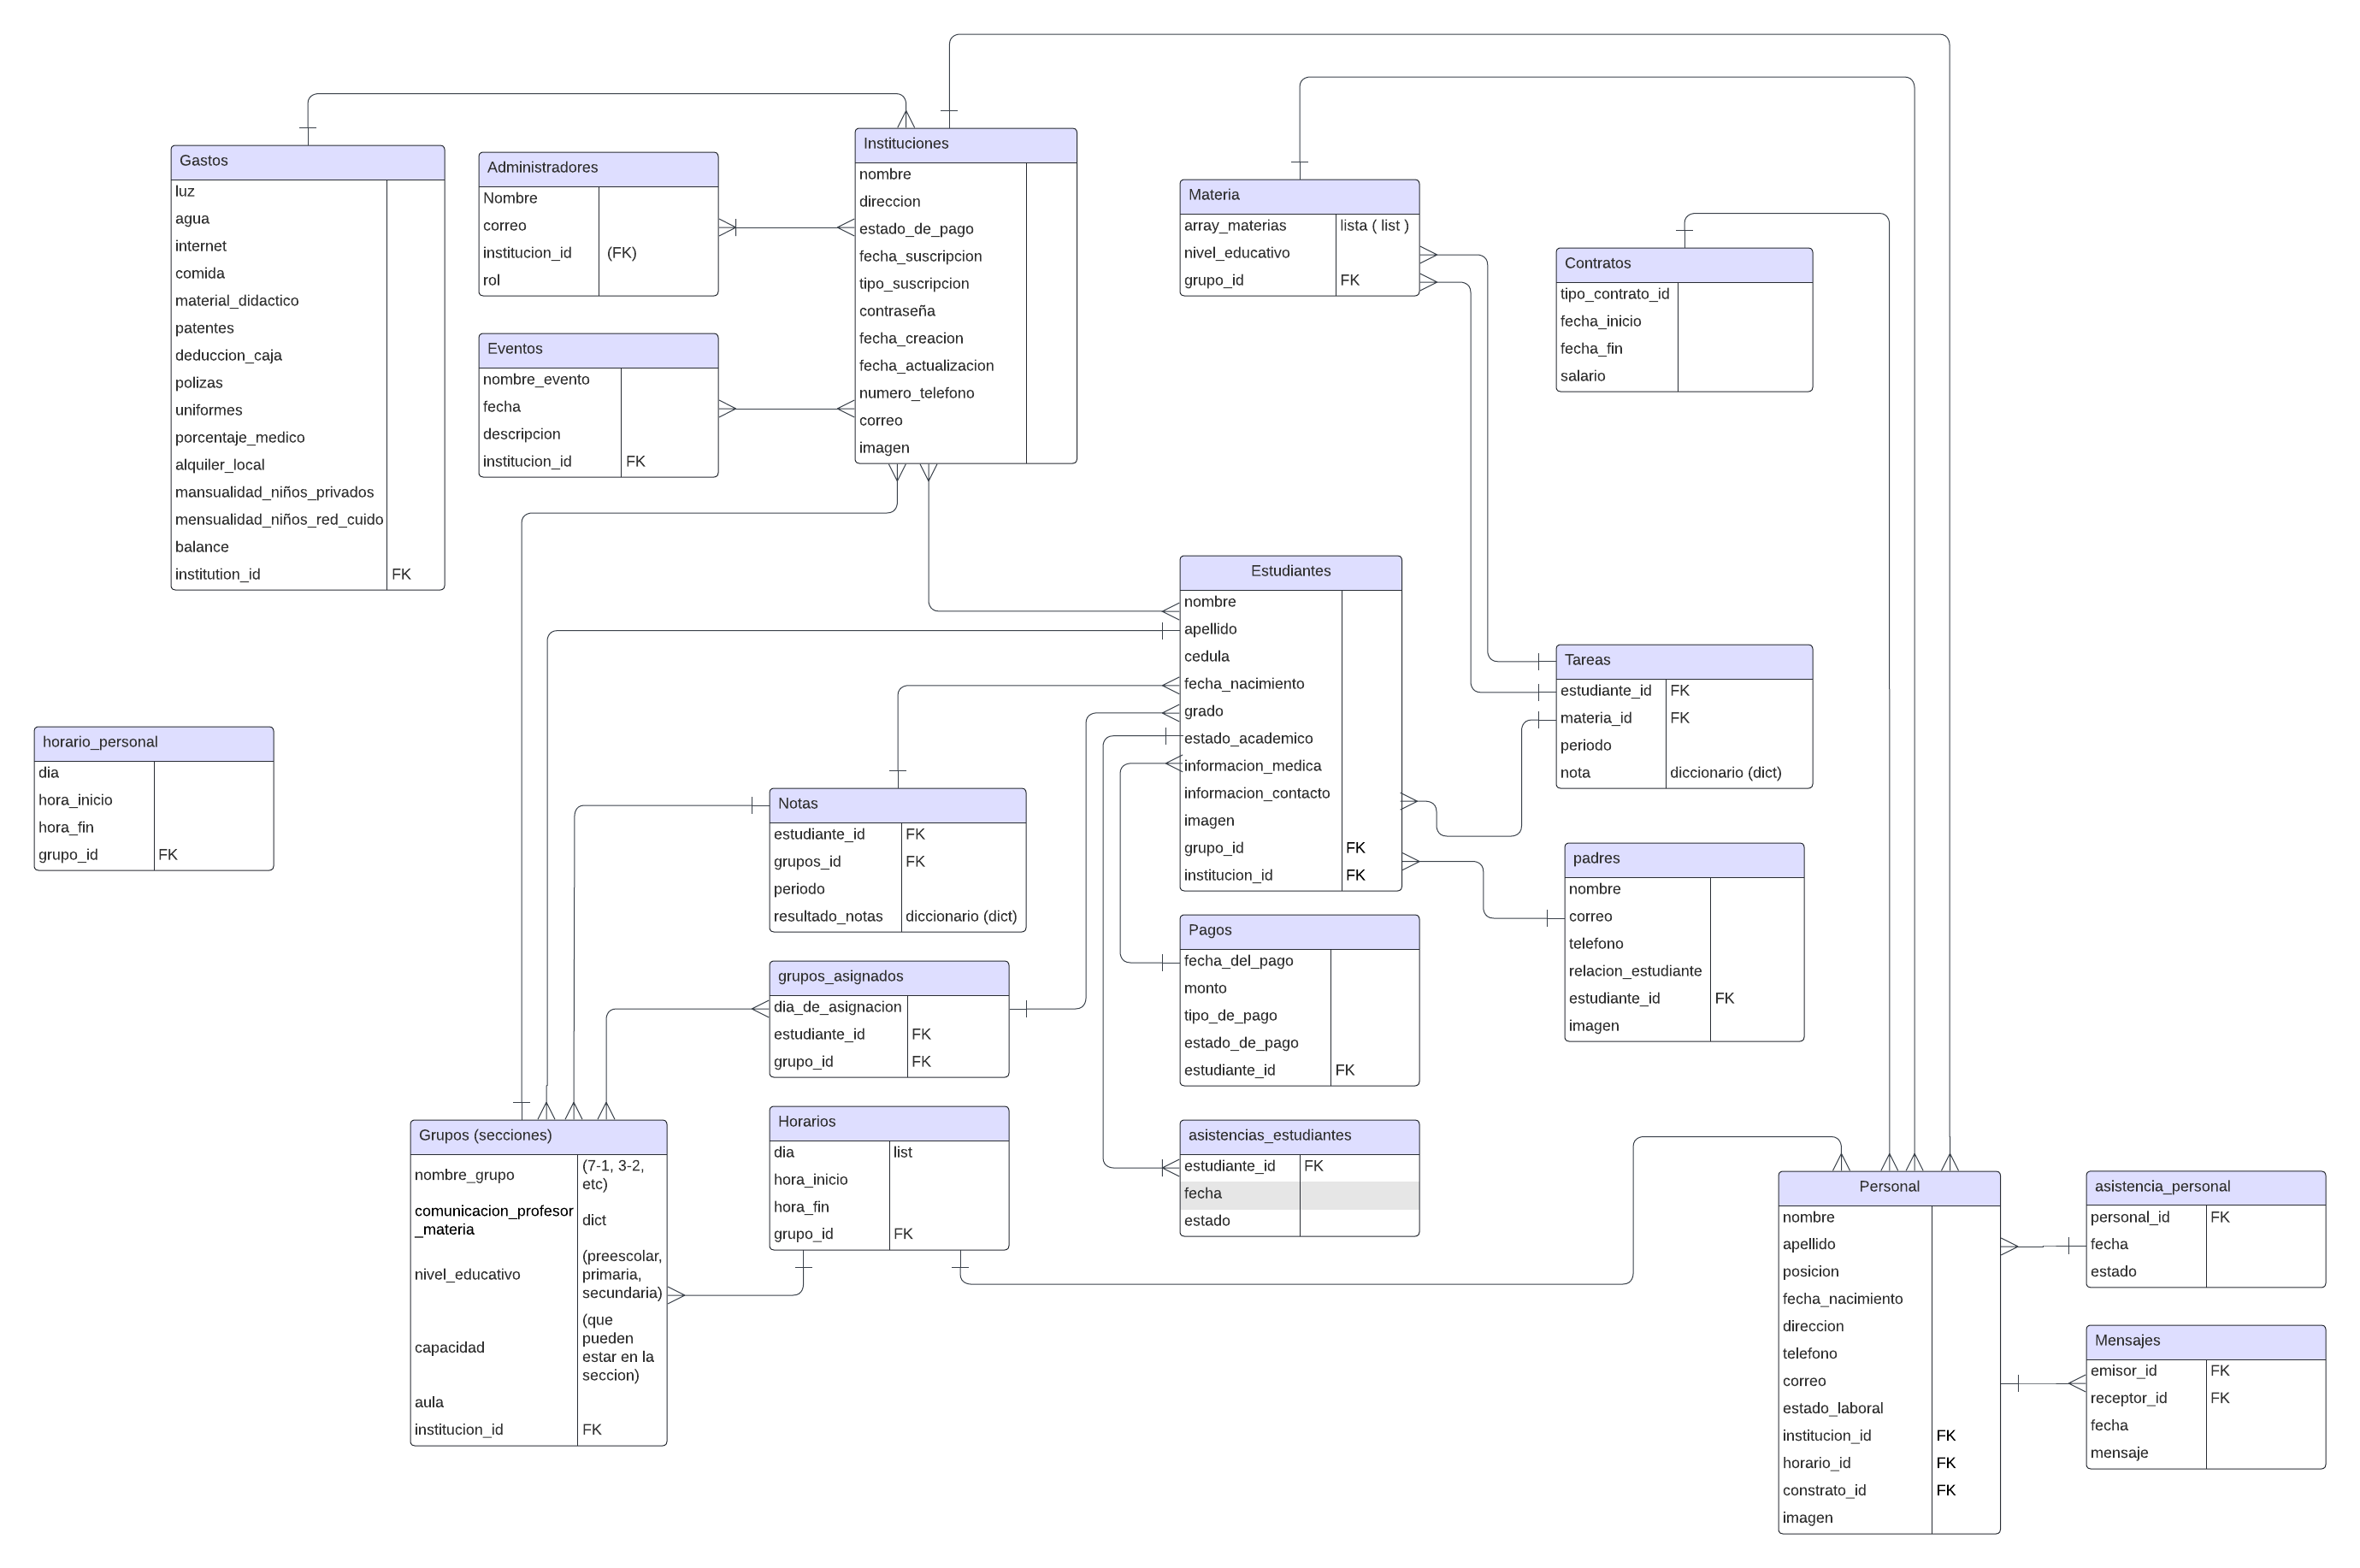 Gastos
luz
agua
internet
comida
material_didactico
patentes
deduccion_caja
polizas
uniformes
porcentaje_medico
alquiler_local
mansualidad_niños_privados
mensualidad_niños_red_cuido
balance
institution_id FK
Administradores
Nombre
correo
institucion_id (FK)
rol
Eventos
nombre_evento
fecha
descripcion
institucion_id FK
Instituciones
nombre
direccion
estado_de_pago
fecha_suscripcion
tipo_suscripcion
contraseña
fecha_creacion
fecha_actualizacion
numero_telefono
correo
imagen
Materia
array_materias lista ( list )
nivel_educativo
grupo_id FK
Contratos
tipo_contrato_id
fecha_inicio
fecha_fin
salario
Estudiantes
nombre
apellido
cedula
fecha_nacimiento
grado
estado_academico
informacion_medica
informacion_contacto
imagen
grupo_id FK
institucion_id FK
Tareas
estudiante_id FK
materia_id FK
periodo
nota diccionario (dict)
horario_personal
dia
hora_inicio
hora_fin
grupo_id FK
Notas
estudiante_id FK
grupos_id FK
periodo
resultado_notas diccionario (dict)
padres
nombre
correo
telefono
relacion_estudiante
estudiante_id FK
imagen
Pagos
fecha_del_pago
monto
tipo_de_pago
estado_de_pago
estudiante_id FK
grupos_asignados
dia_de_asignacion
estudiante_id FK
grupo_id FK
Horarios
dia list
hora_inicio
hora_fin
grupo_id FK
asistencias_estudiantes
estudiante_id FK
fecha
estado
Grupos (secciones)
nombre_grupo (7-1, 3-2,
etc)
comunicacion_profesor
_materia dict
nivel_educativo (preescolar,
primaria,
secundaria)
capacidad (que
pueden
estar en la
seccion)
aula
institucion_id FK
Personal
nombre
apellido
posicion
fecha_nacimiento
direccion
telefono
correo
estado_laboral
institucion_id FK
horario_id FK
constrato_id FK
imagen
asistencia_personal
personal_id FK
fecha
estado
Mensajes
emisor_id FK
receptor_id FK
fecha
mensaje